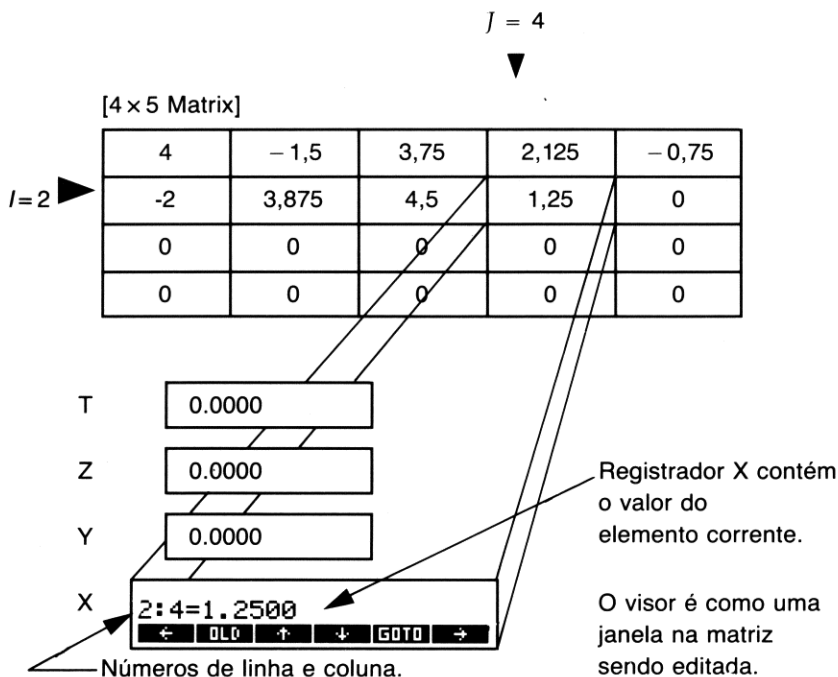 J = 4
[4 × 5 Matrix]
4 − 1,5 3,75 2,125 − 0,75
I=2 -2 3,875 4,5 1,25 0
0 0 0 0 0
0 0 0 0 0
T 0.0000
Z 0.0000
Y 0.0000
X 2:4=1.2500
← OLD ↑ ↓ GOTO →
Registrador X contém
o valor do
elemento corrente.
O visor é como uma
janela na matriz
sendo editada.
Números de linha e coluna.